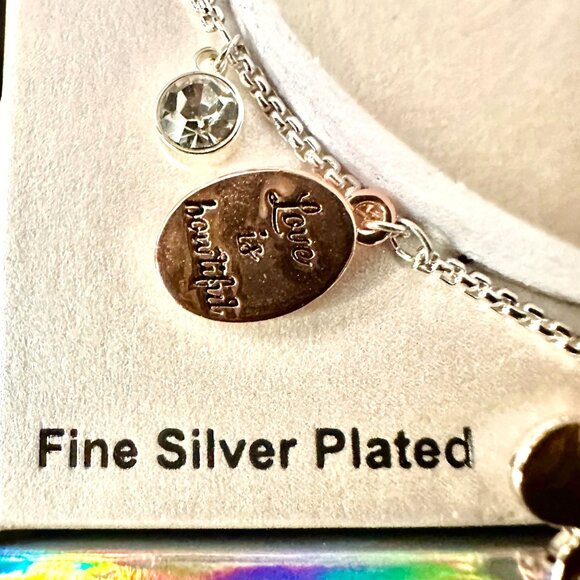 Love
is
beautiful
Fine Silver Plated